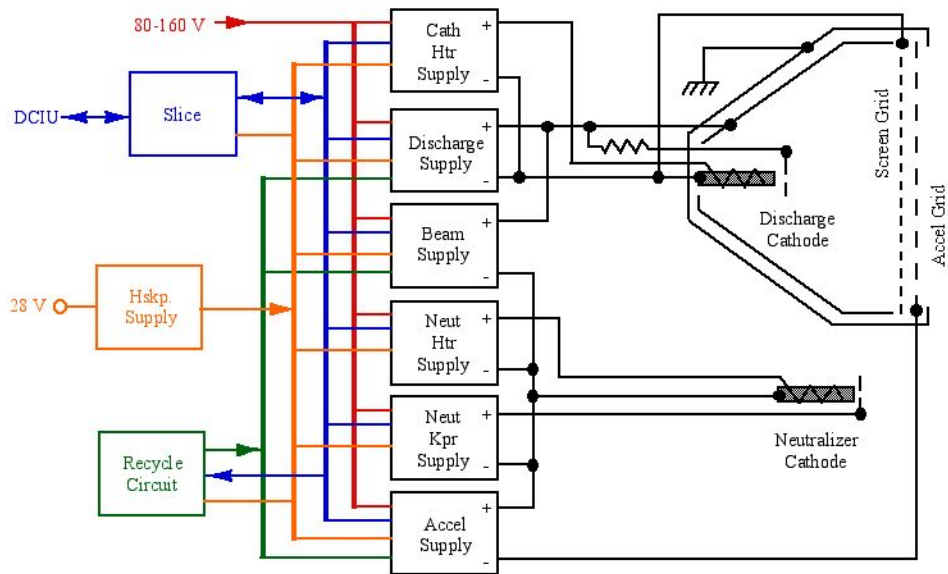 80-160 V
DCIU
Slice
28 V
Hskp.
Supply
Recycle
Circuit
Cath
Htr
Supply
+
-
Discharge
Supply
+
-
Beam
Supply
+
-
Neut
Htr
Supply
+
-
Neut
Kpr
Supply
+
-
Accel
Supply
+
-
Discharge
Cathode
Screen Grid
Accel Grid
Neutralizer
Cathode